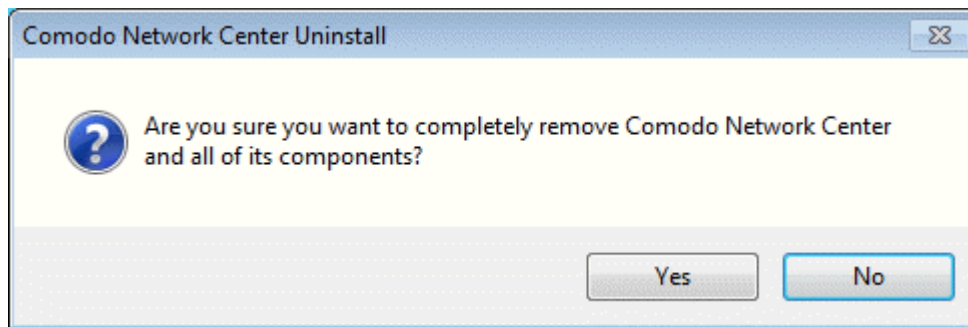 Comodo Network Center Uninstall
Are you sure you want to completely remove Comodo Network Center
and all of its components?
Yes
No